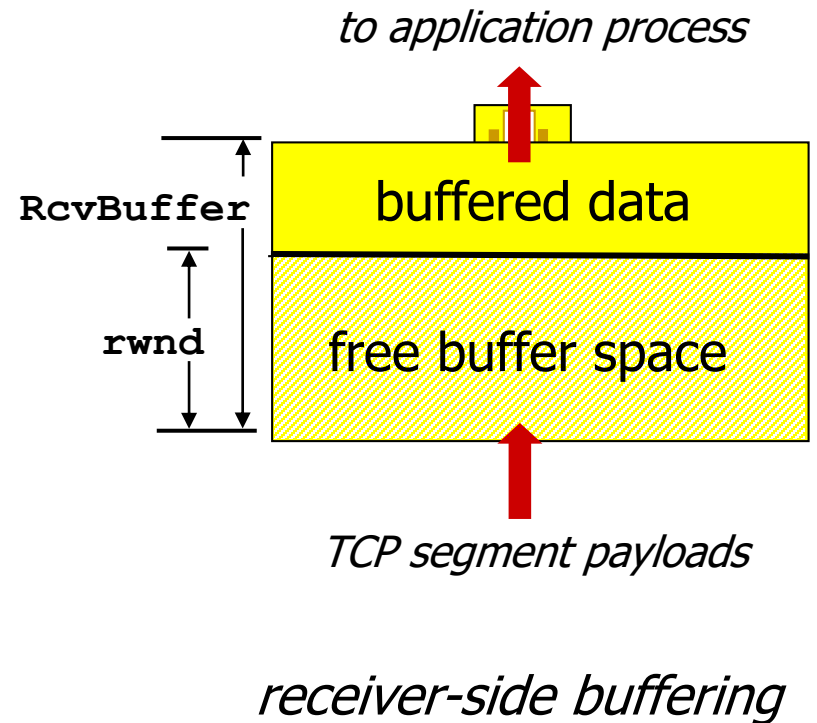 to application process
RcvBuffer
buffered data
rwnd
free buffer space
TCP segment payloads
receiver-side buffering